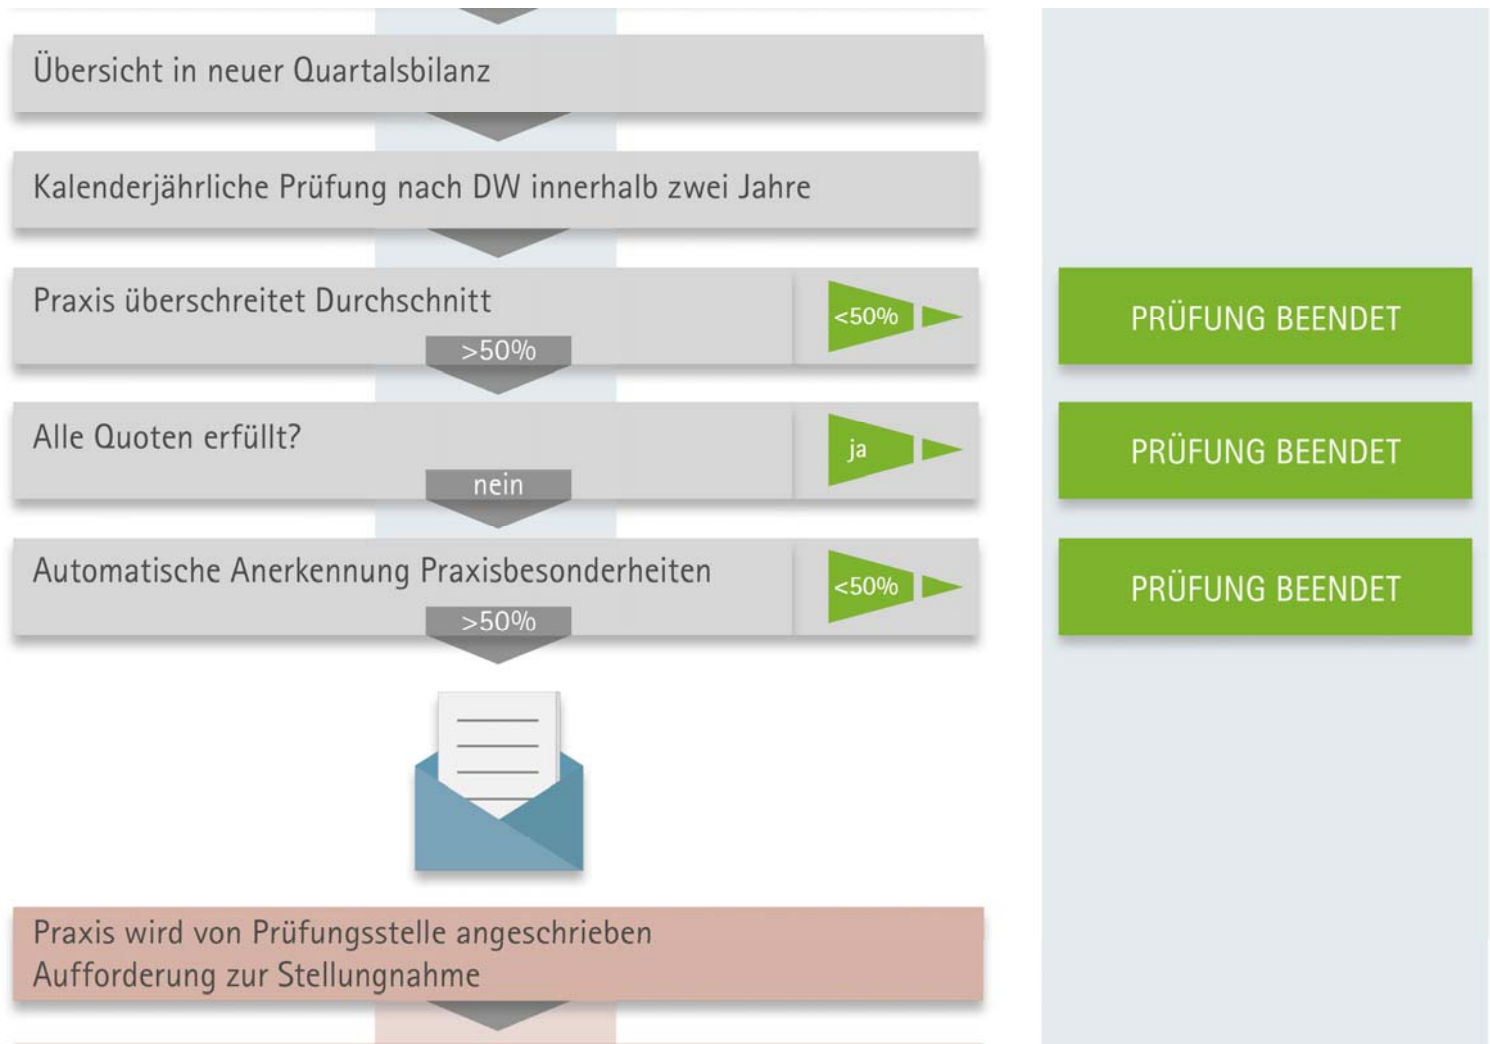 Übersicht in neuer Quartalsbilanz
Kalenderjährliche Prüfung nach DW innerhalb zwei Jahre
Praxis überschreitet Durchschnitt
<50%
PRÜFUNG BEENDET
>50%
Alle Quoten erfüllt?
ja
PRÜFUNG BEENDET
nein
Automatische Anerkennung Praxisbesonderheiten
<50%
PRÜFUNG BEENDET
>50%
Praxis wird von Prüfungsstelle angeschrieben
Aufforderung zur Stellungnahme